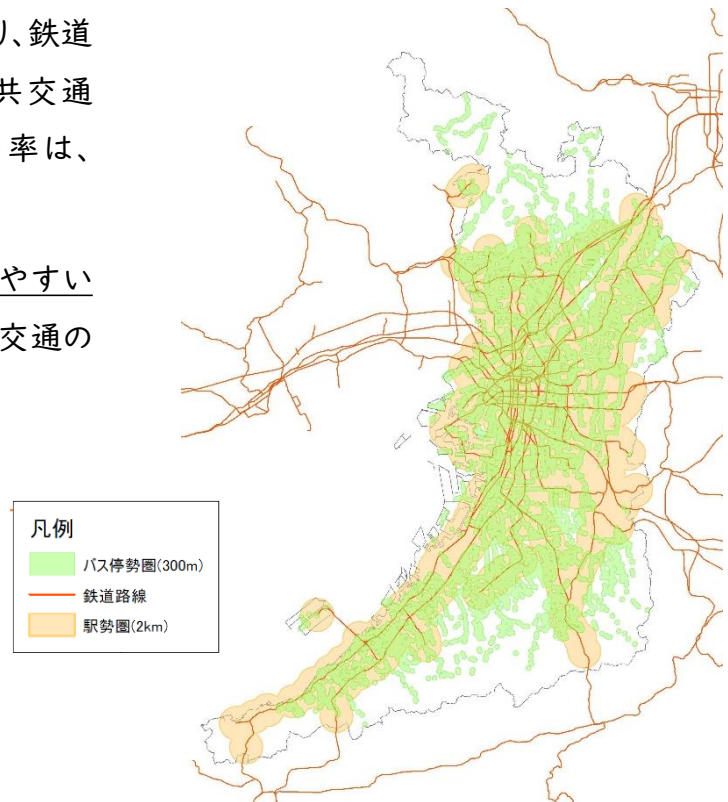 り、鉄道
共交通
率は、
やすい
交通の
凡例
バス停勢圏(300m)
鉄道路線
駅勢圏(2km)